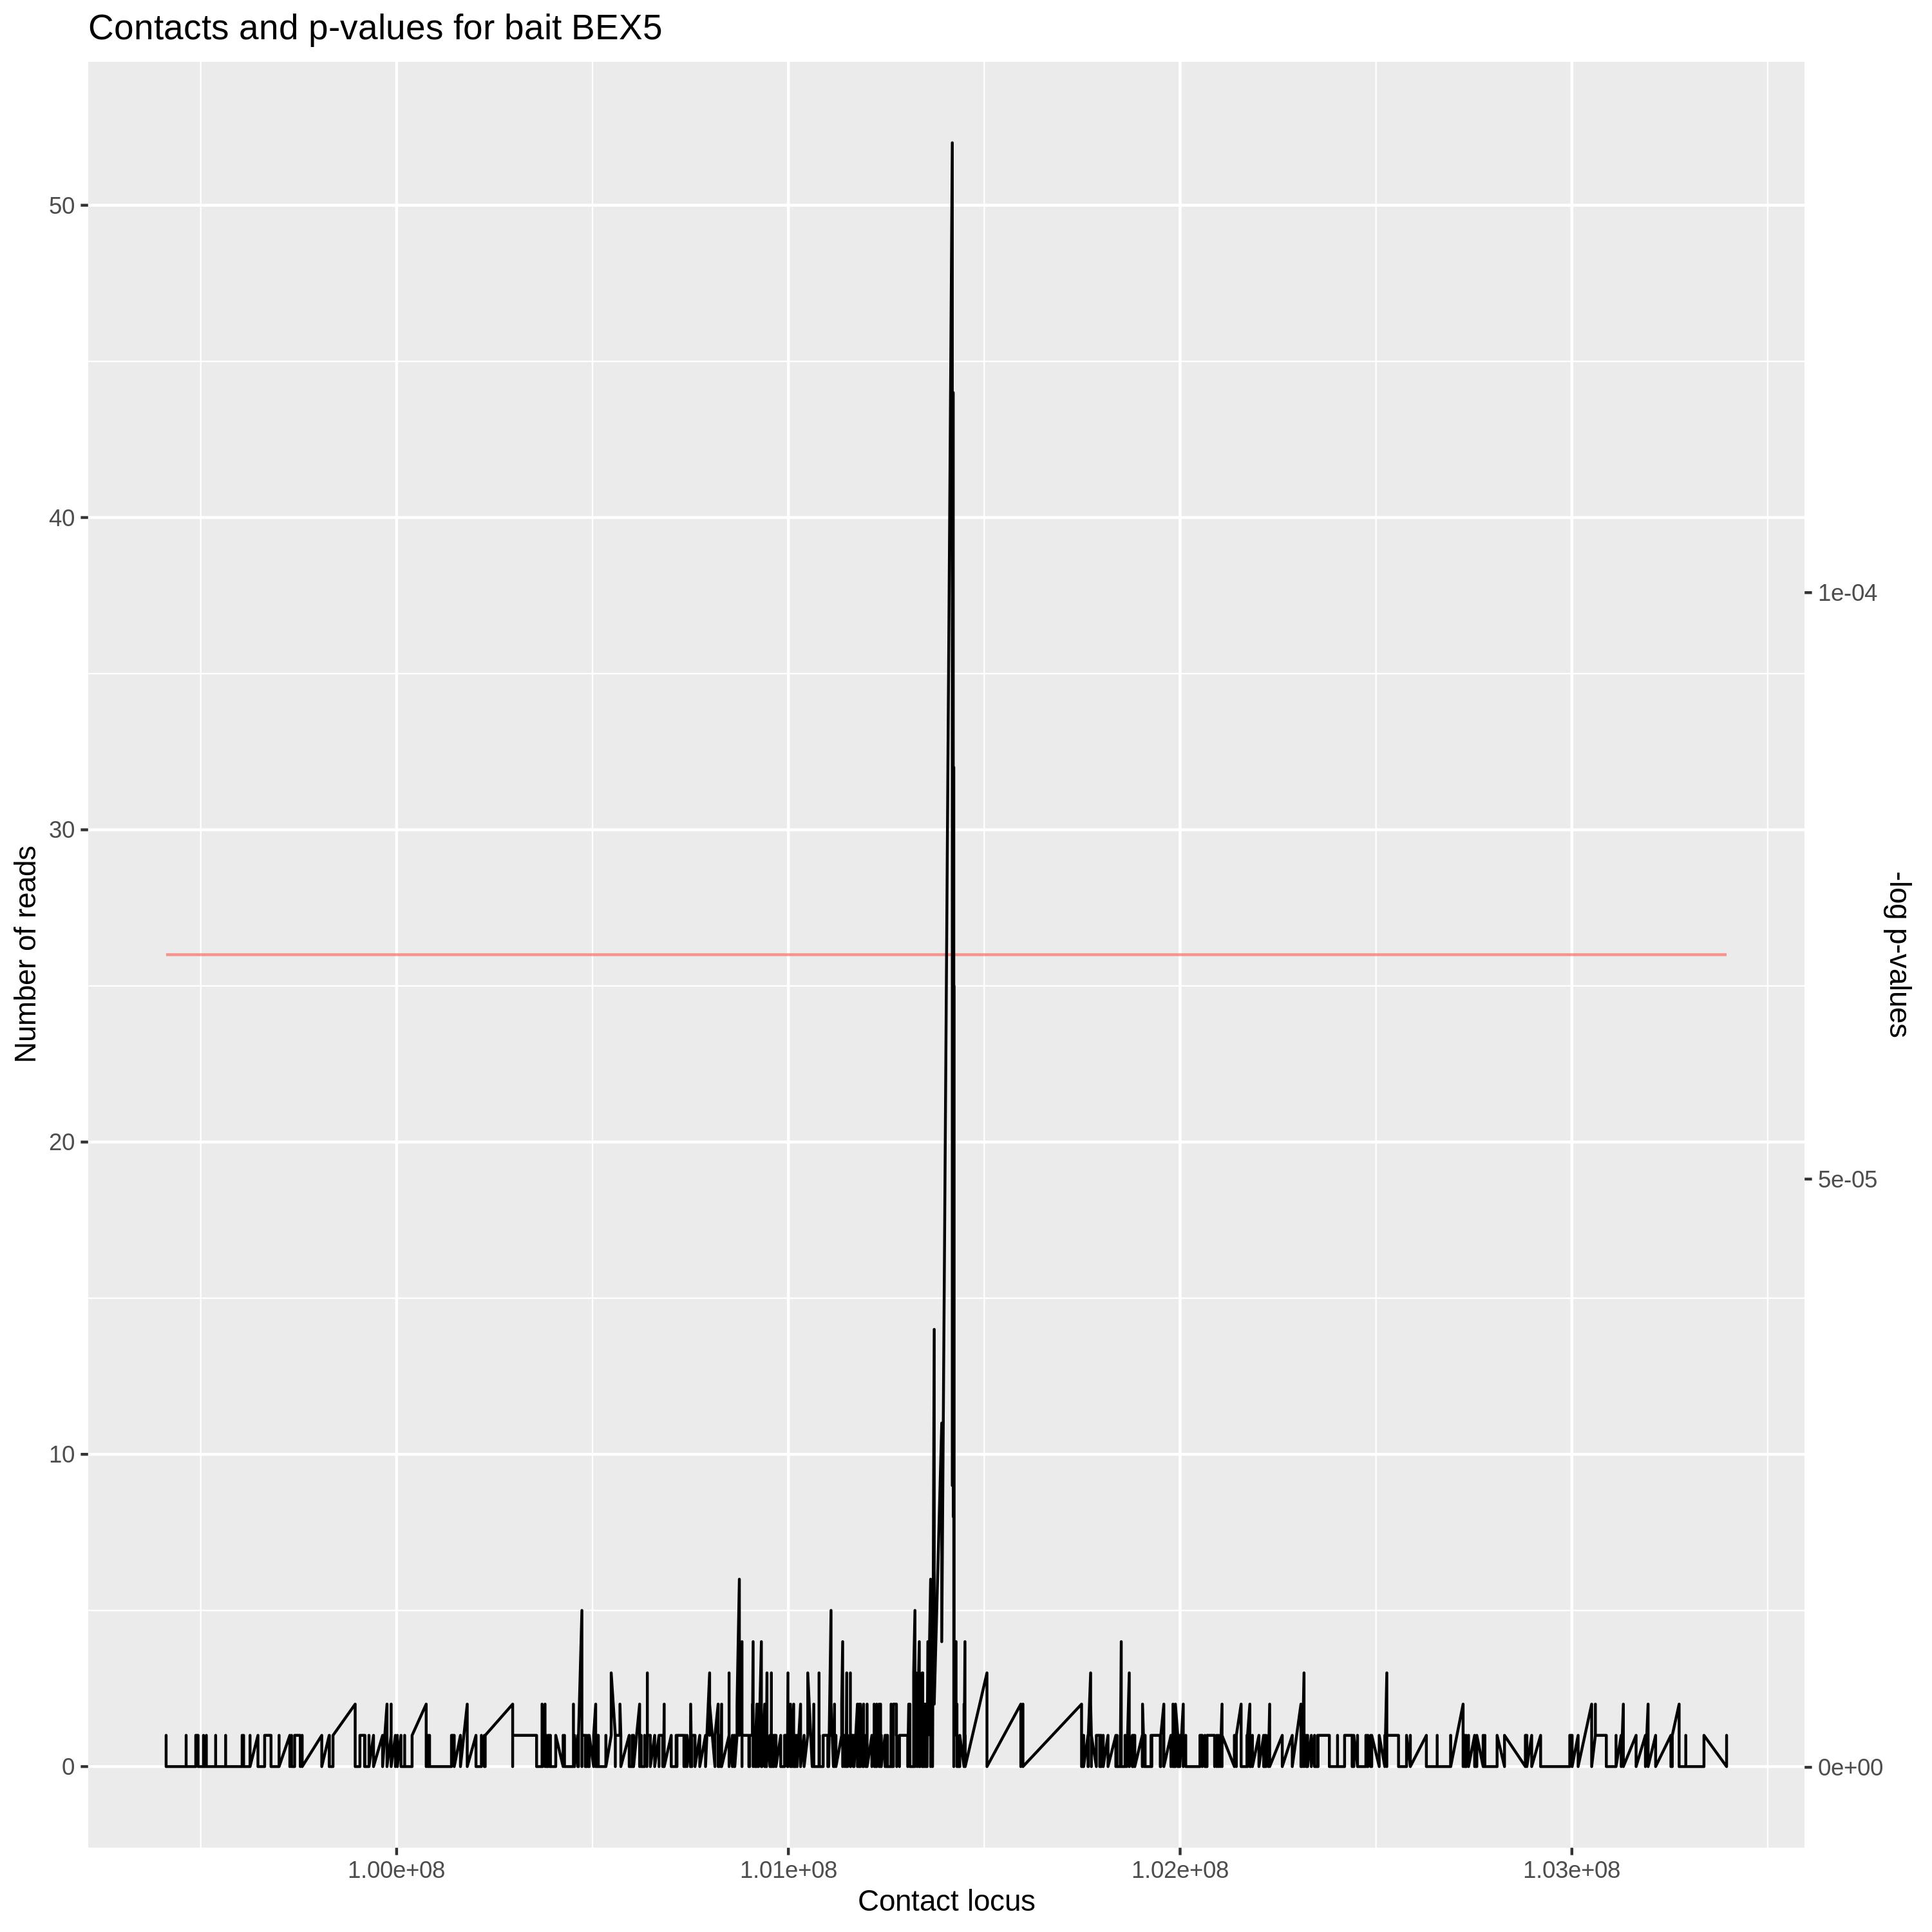 Contacts and p-values for bait BEX5
50
40
30
20
10
0
Number of reads
1e-04
5e-05
0e+00
-log p-values
1.00e+08
1.01e+08
1.02e+08
1.03e+08
Contact locus